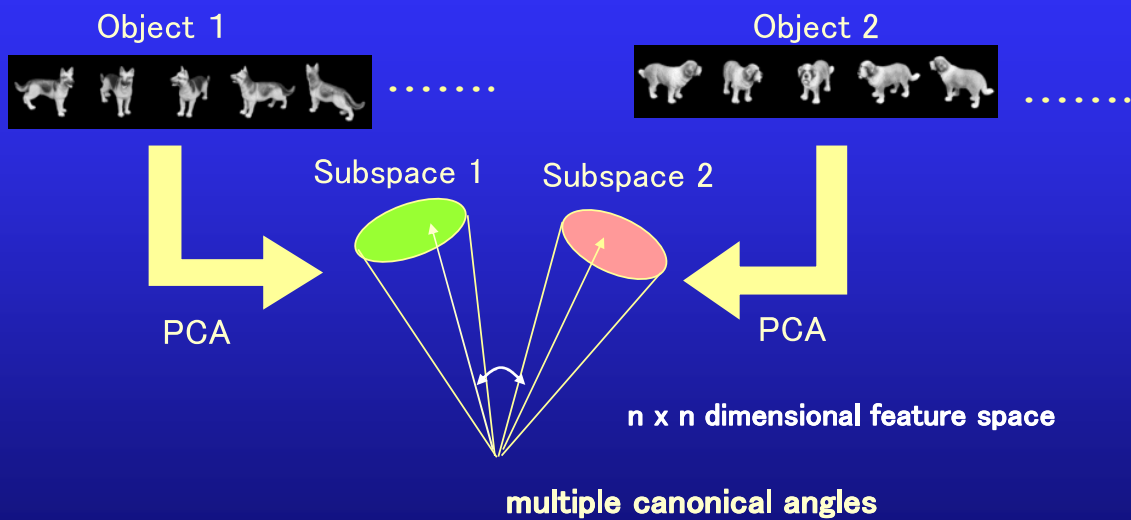 Object 1
Object 2
Subspace 1
Subspace 2
PCA
PCA
n x n dimensional feature space
multiple canonical angles